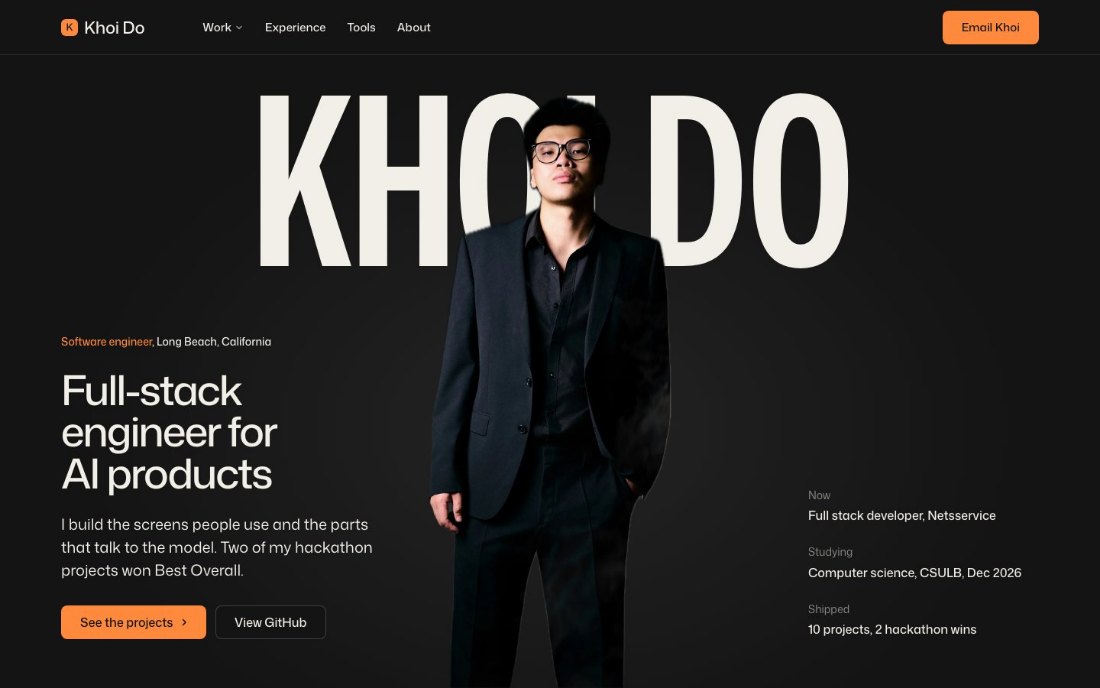 K Khoi Do
Work
Experience
Tools
About
Email Khoi
KHOI DO
Software engineer, Long Beach, California
Full-stack
engineer for
AI products
I build the screens people use and the parts
that talk to the model. Two of my hackathon
projects won Best Overall.
See the projects
View GitHub
Now
Full stack developer, Netsservice
Studying
Computer science, CSULB, Dec 2026
Shipped
10 projects, 2 hackathon wins